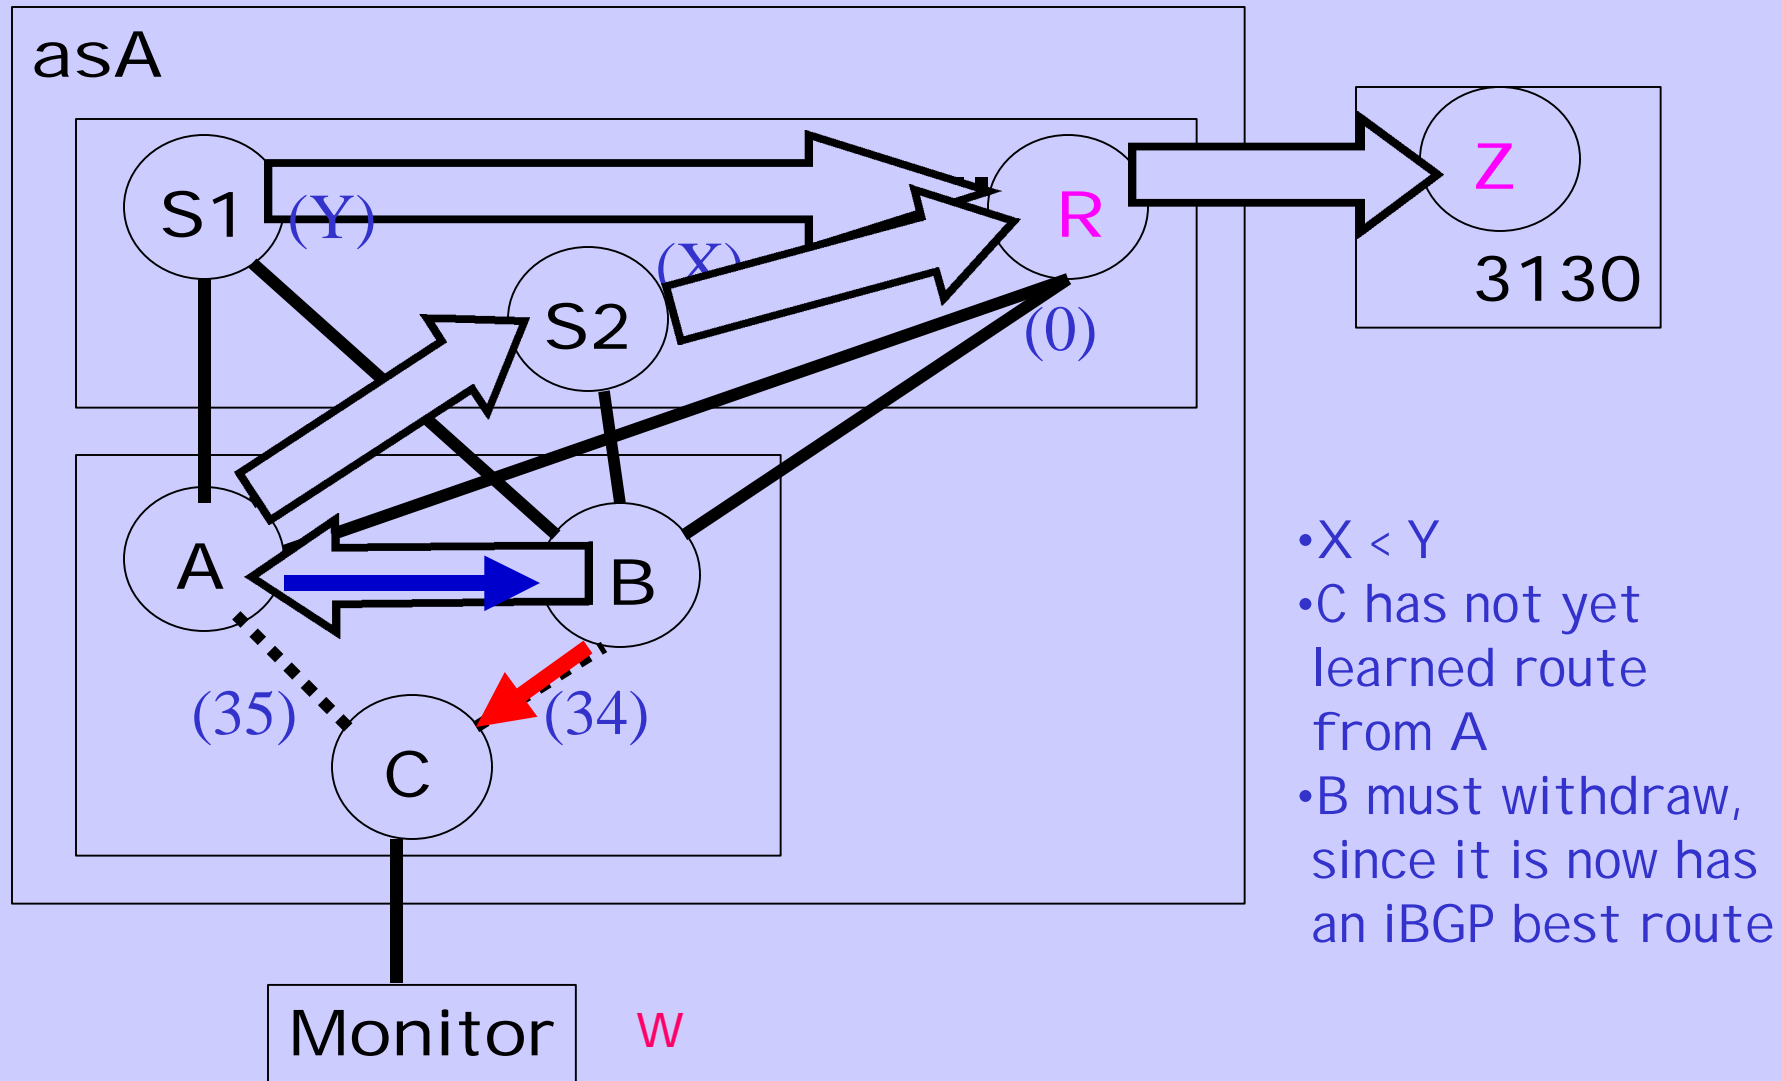 asA
S1
(Y)
(X)
S2
R
(0)
Z
3130
A
B
(35)
(34)
C
Monitor
W
•X < Y
•C has not yet
learned route
from A
•B must withdraw,
since it is now has
an iBGP best route